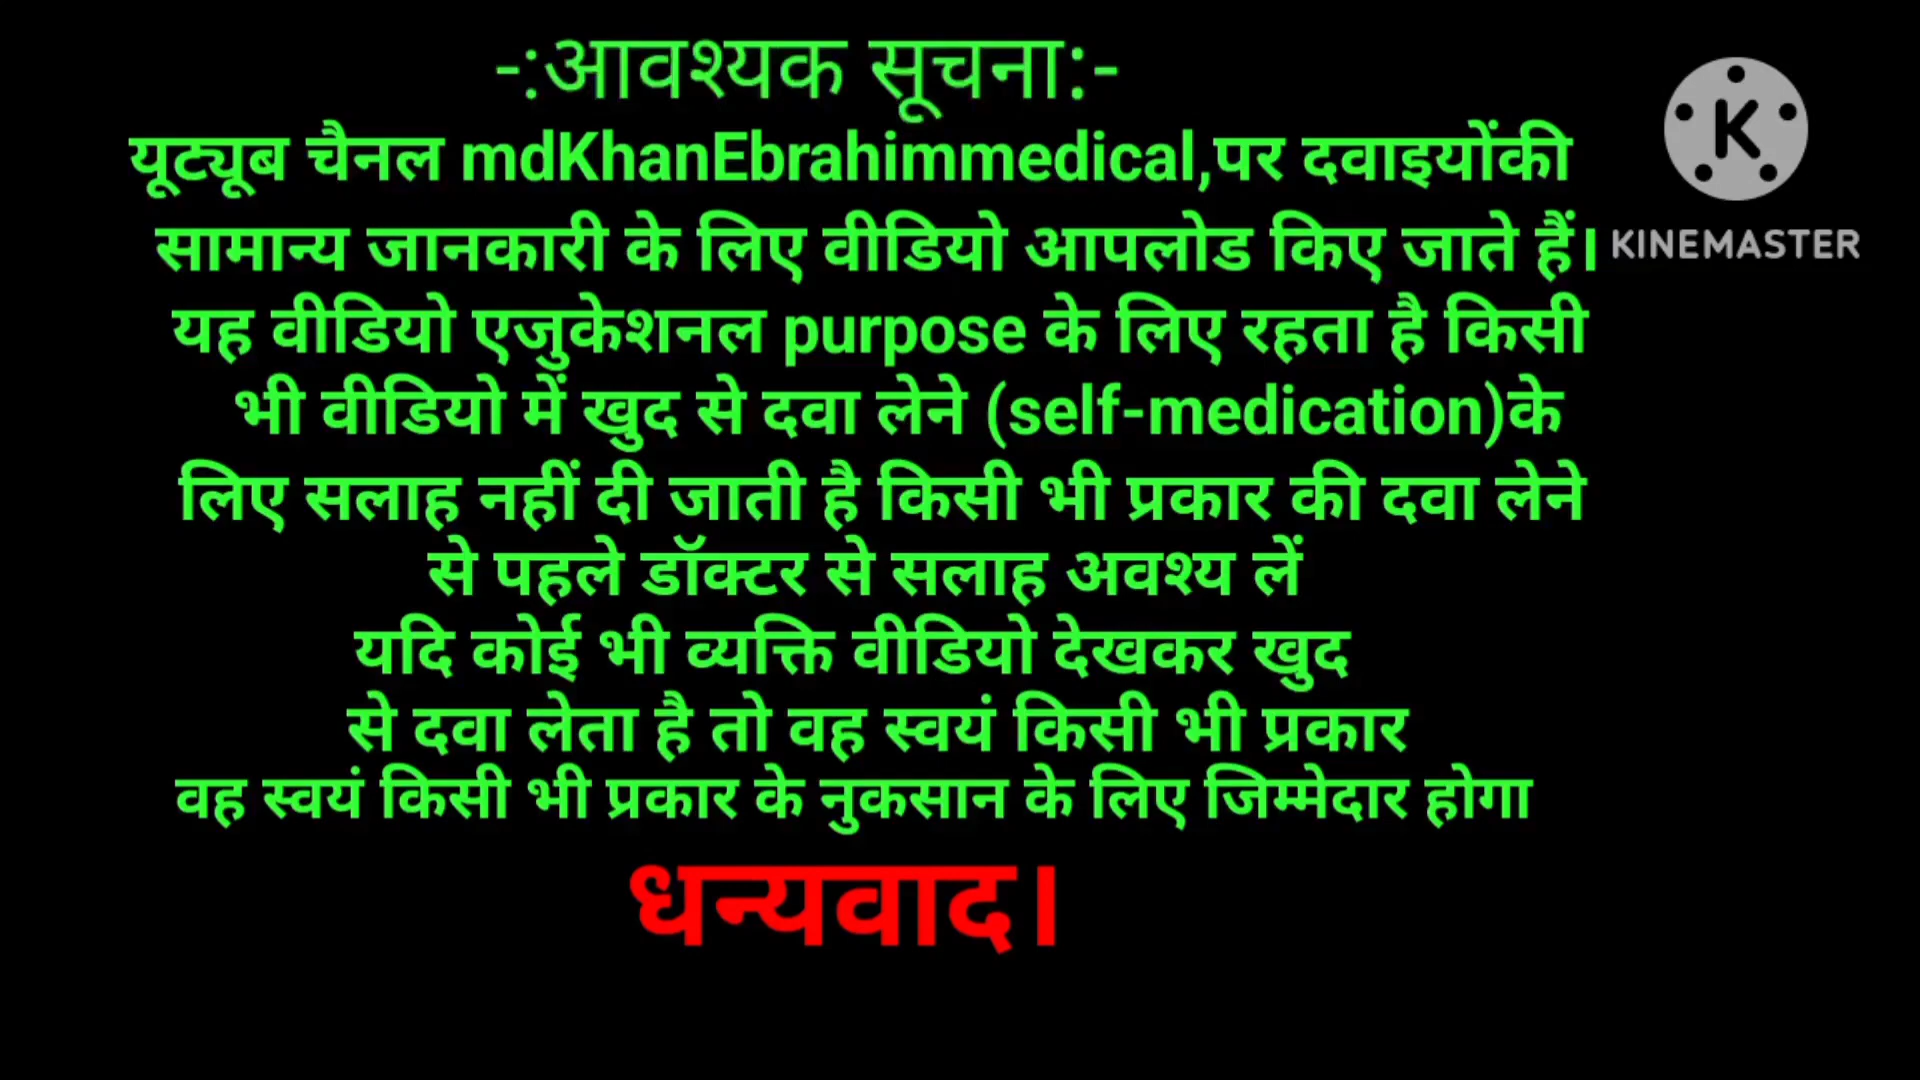 -:आवश्यक सूचना:-
यूट्यूब चैनल mdKhanEbrahimmedical,पर दवाइयोंकी
सामान्य जानकारी के लिए वीडियो आपलोड किए जाते हैं।
यह वीडियो एजुकेशनल purpose के लिए रहता है किसी
भी वीडियो में खुद से दवा लेने (self-medication)के
लिए सलाह नहीं दी जाती है किसी भी प्रकार की दवा लेने
से पहले डॉक्टर से सलाह अवश्य लें
यदि कोई भी व्यक्ति वीडियो देखकर खुद
से दवा लेता है तो वह स्वयं किसी भी प्रकार
वह स्वयं किसी भी प्रकार के नुकसान के लिए जिम्मेदार होगा
धन्यवाद।
K
KINEMASTER